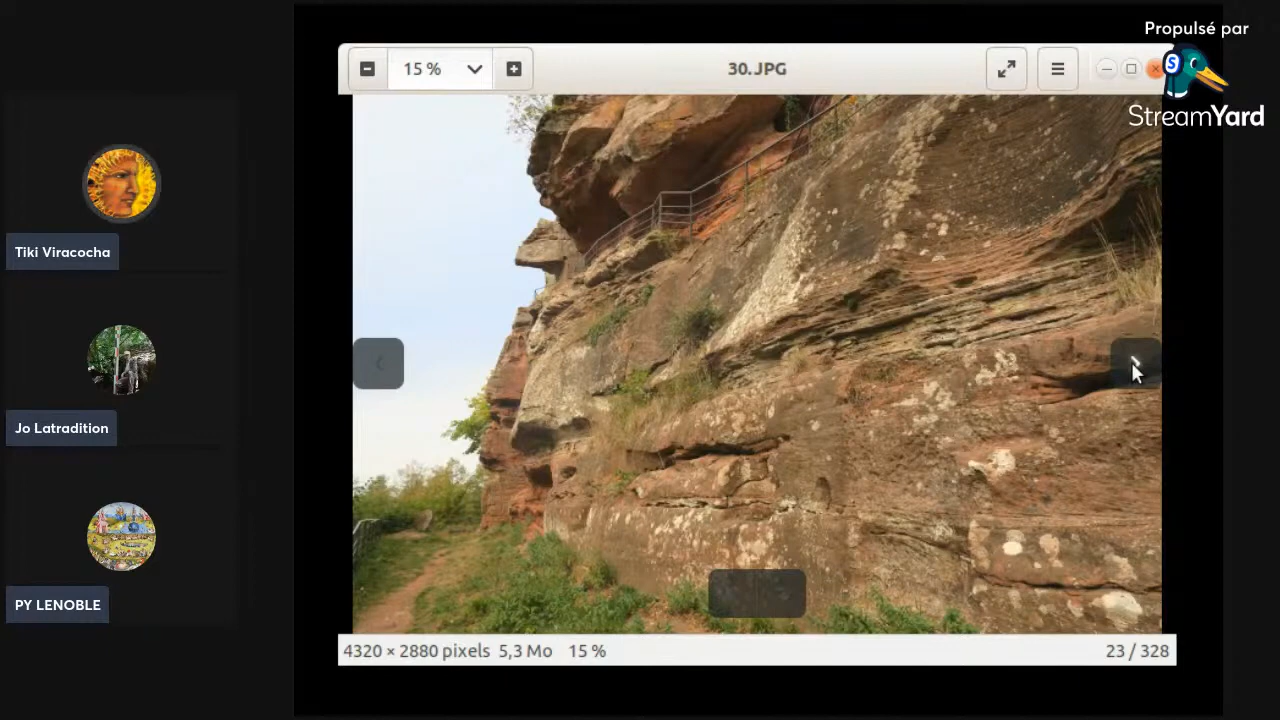 Propulsé par
StreamYard
15 %
30.JPG
Tiki Viracocha
Jo Latradition
PY LENOBLE
4320 × 2880 pixels 5,3 Mo 15 %
23 / 328